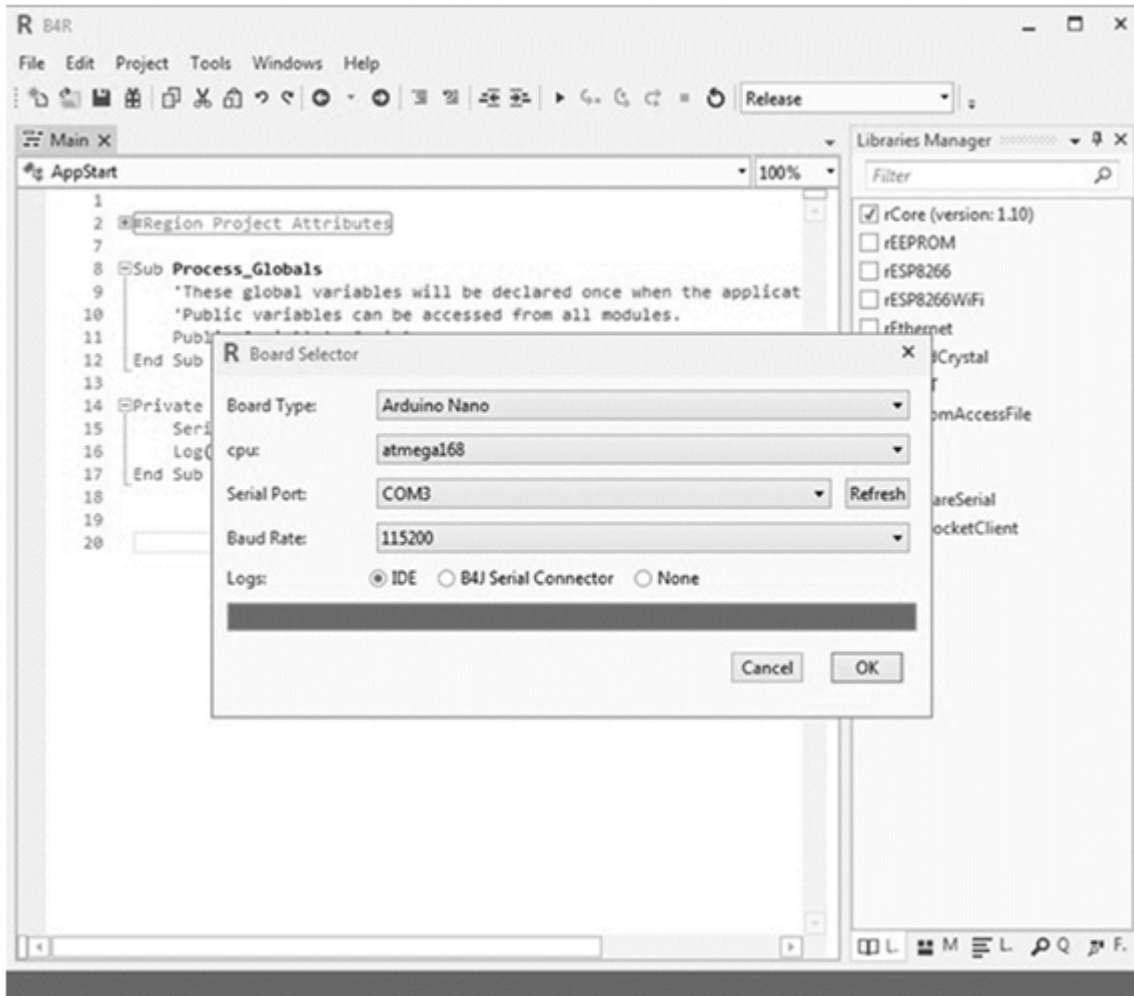 R B4R
File Edit Project Tools Windows Help
Release
Main
AppStart
100%
1
2 #Region Project Attributes
7
8 Sub Process_Globals
9 'These global variables will be declared once when the applicat
10 'Public variables can be accessed from all modules.
11 Publ
12 End Sub
13
14 Private
15 Seri
16 Log(
17 End Sub
18
19
20
Libraries Manager
Filter
rCore (version: 1.10)
rEEPROM
rESP8266
rESP8266WiFi
rEthernet
dCrystal
T
omAccessFile
areSerial
ocketClient
R Board Selector
Board Type: Arduino Nano
cpu: atmega168
Serial Port: COM3 Refresh
Baud Rate: 115200
Logs: IDE B4J Serial Connector None
Cancel OK
L. M L. Q F.